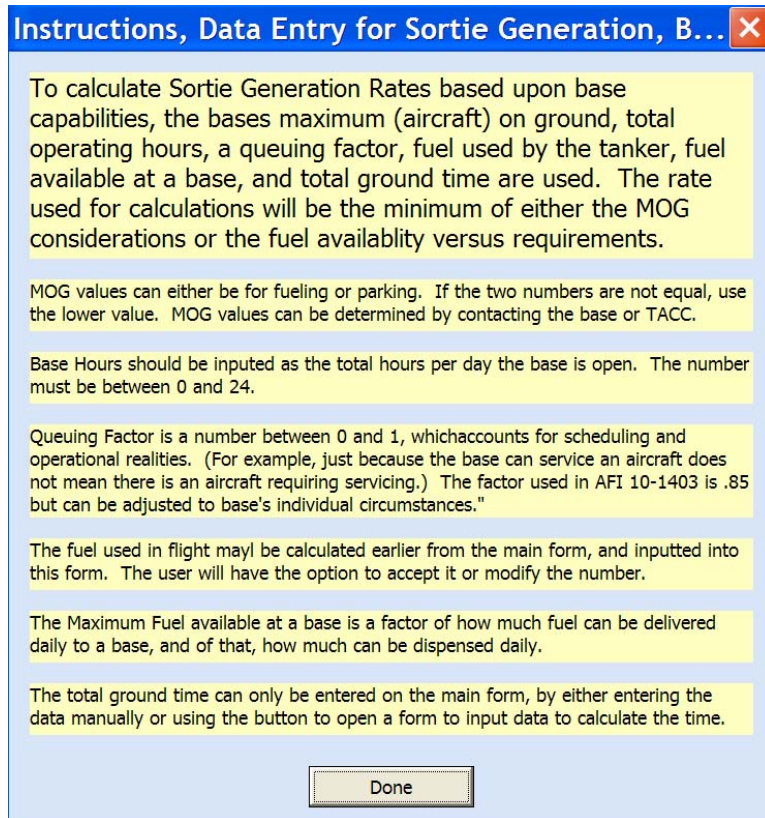 Instructions, Data Entry for Sortie Generation, B...
To calculate Sortie Generation Rates based upon base
capabilities, the bases maximum (aircraft) on ground, total
operating hours, a queuing factor, fuel used by the tanker, fuel
available at a base, and total ground time are used. The rate
used for calculations will be the minimum of either the MOG
considerations or the fuel availablity versus requirements.
MOG values can either be for fueling or parking. If the two numbers are not equal, use
the lower value. MOG values can be determined by contacting the base or TACC.
Base Hours should be inputed as the total hours per day the base is open. The number
must be between 0 and 24.
Queuing Factor is a number between 0 and 1, whichaccounts for scheduling and
operational realities. (For example, just because the base can service an aircraft does
not mean there is an aircraft requiring servicing.) The factor used in AFI 10-1403 is .85
but can be adjusted to base's individual circumstances."
The fuel used in flight mayl be calculated earlier from the main form, and inputted into
this form. The user will have the option to accept it or modify the number.
The Maximum Fuel available at a base is a factor of how much fuel can be delivered
daily to a base, and of that, how much can be dispensed daily.
The total ground time can only be entered on the main form, by either entering the
data manually or using the button to open a form to input data to calculate the time.
Done